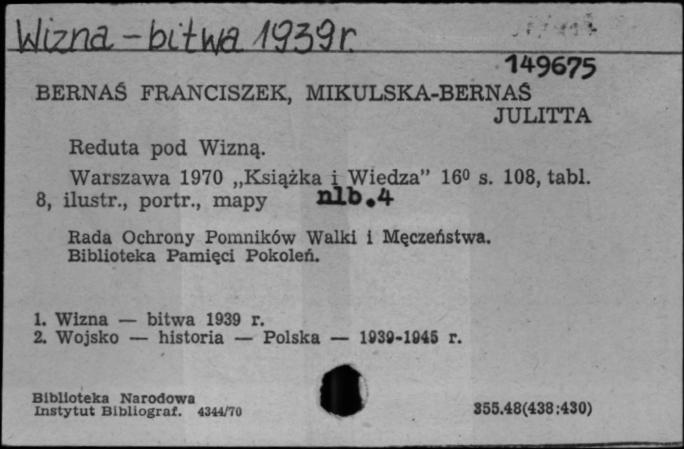 Wizna - bitwa 1939 r.
149675
BERNAŚ FRANCISZEK, MIKULSKA-BERNAŚ
JULITTA
Reduta pod Wizną.
Warszawa 1970 „Książka i Wiedza” 16⁰ s. 108, tabl.
8, ilustr., portr., mapy nlb.4
Rada Ochrony Pomników Walki i Męczeństwa.
Biblioteka Pamięci Pokoleń.
1. Wizna — bitwa 1939 r.
2. Wojsko — historia — Polska — 1939-1945 r.
Biblioteka Narodowa
Instytut Bibliograf. 4344/70
355.48(438:430)